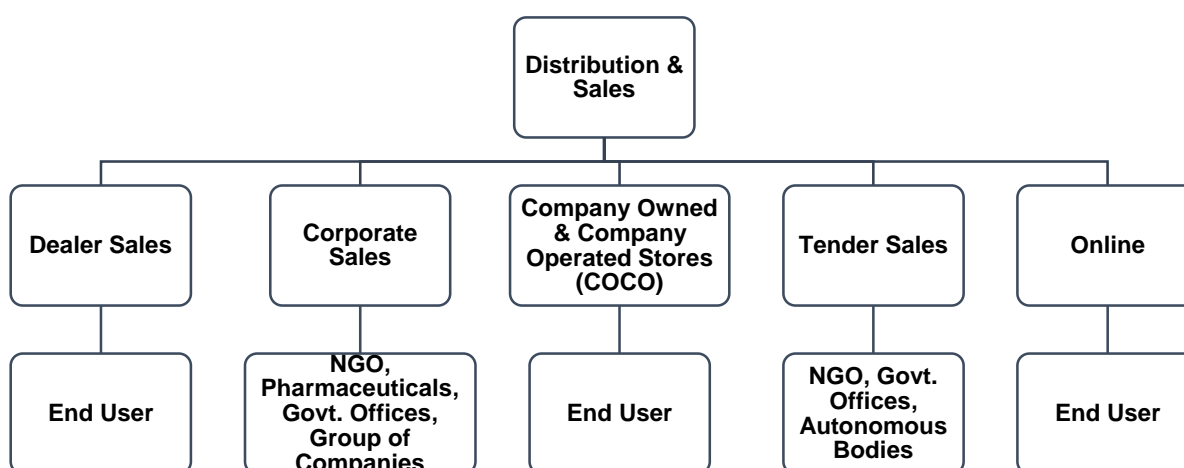 Distribution &
Sales
Dealer Sales
Corporate
Sales
Company Owned
& Company
Operated Stores
(COCO)
Tender Sales
Online
End User
NGO,
Pharmaceuticals,
Govt. Offices,
Group of
Companies
End User
NGO, Govt.
Offices,
Autonomous
Bodies
End User